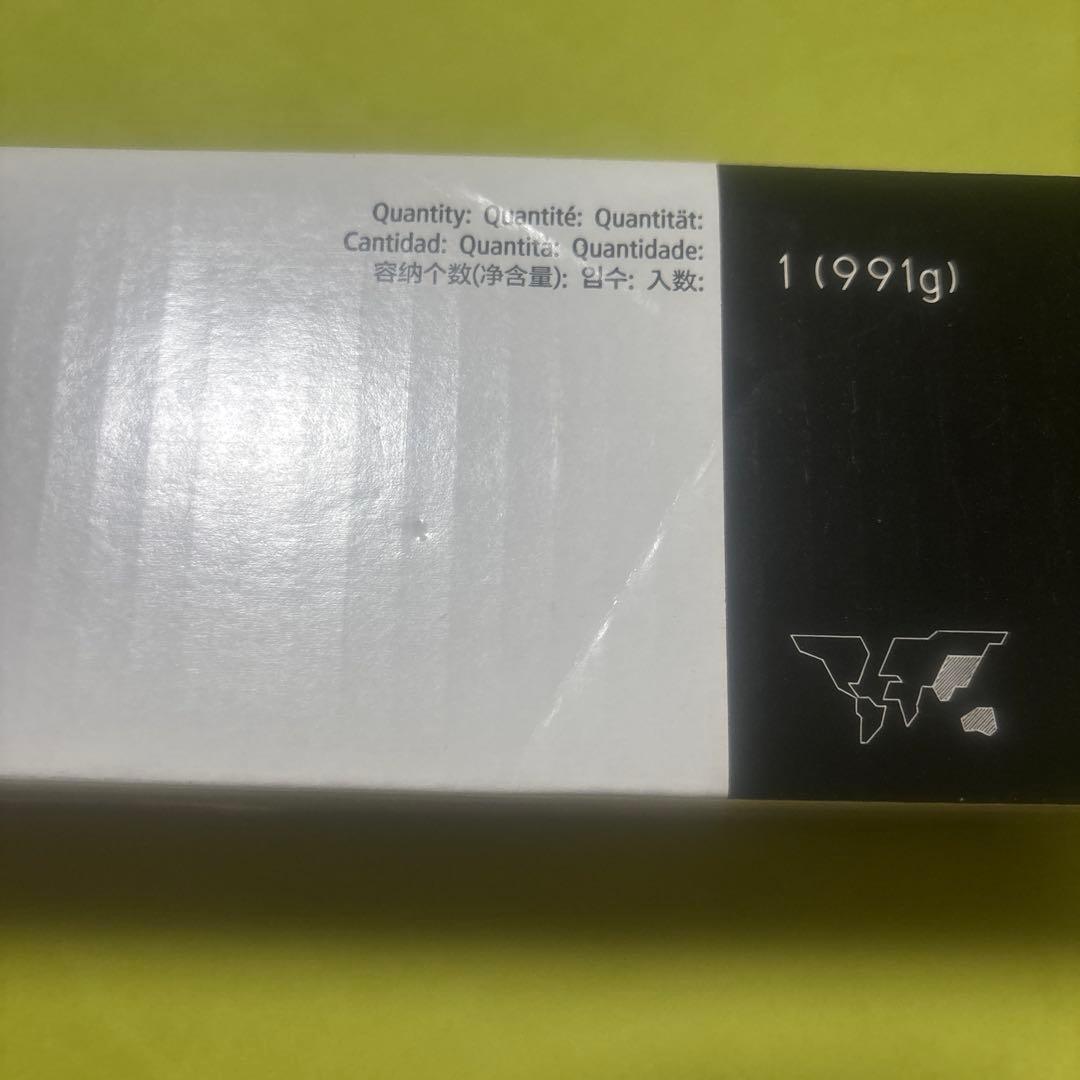 Quantity: Quantité: Quantität:
Cantidad: Quantità: Quantidade:
容纳个数(净含量): 입수: 入数:
1 (991g)